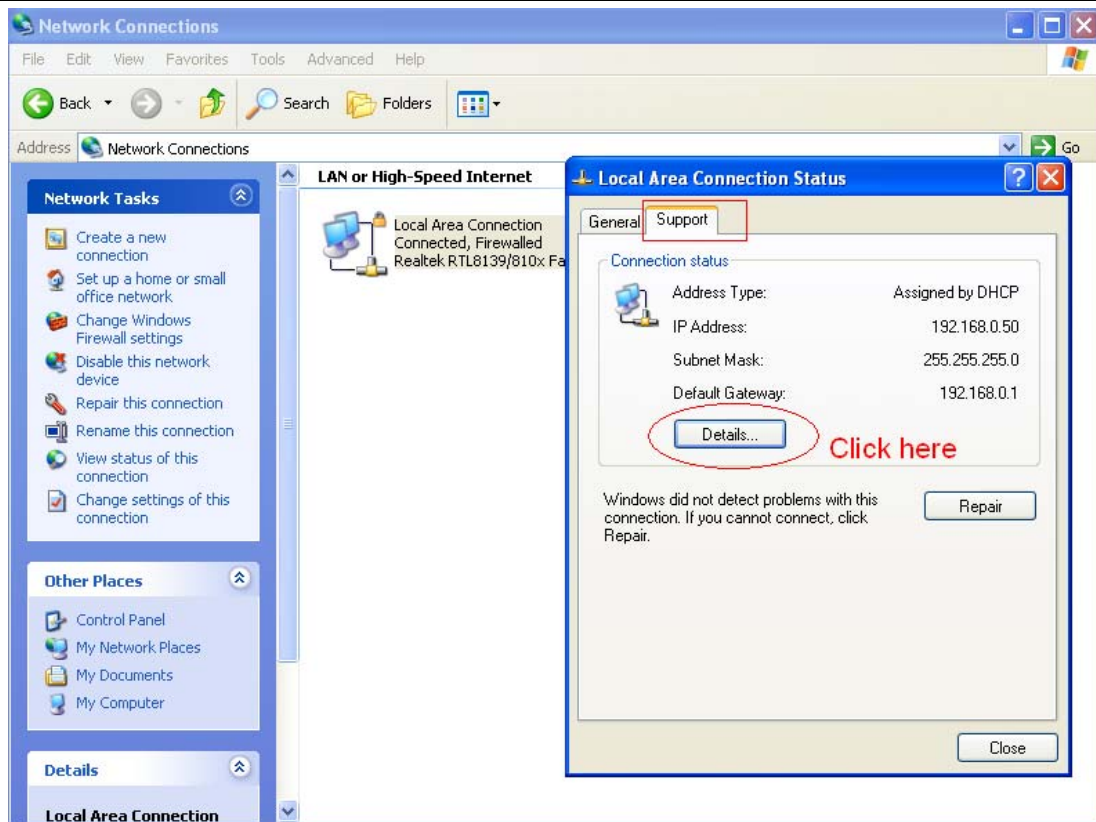 Network Connections
File Edit View Favorites Tools Advanced Help
Back Search Folders
Address Network Connections Go
Network Tasks
Create a new
connection
Set up a home or small
office network
Change Windows
Firewall settings
Disable this network
device
Repair this connection
Rename this connection
View status of this
connection
Change settings of this
connection
Other Places
Control Panel
My Network Places
My Documents
My Computer
Details
Local Area Connection
LAN or High-Speed Internet
Local Area Connection
Connected, Firewalled
Realtek RTL8139/810x Fa
Local Area Connection Status
General Support
Connection status
Address Type: Assigned by DHCP
IP Address: 192.168.0.50
Subnet Mask: 255.255.255.0
Default Gateway: 192.168.0.1
Details...
Click here
Windows did not detect problems with this
connection. If you cannot connect, click
Repair.
Repair
Close